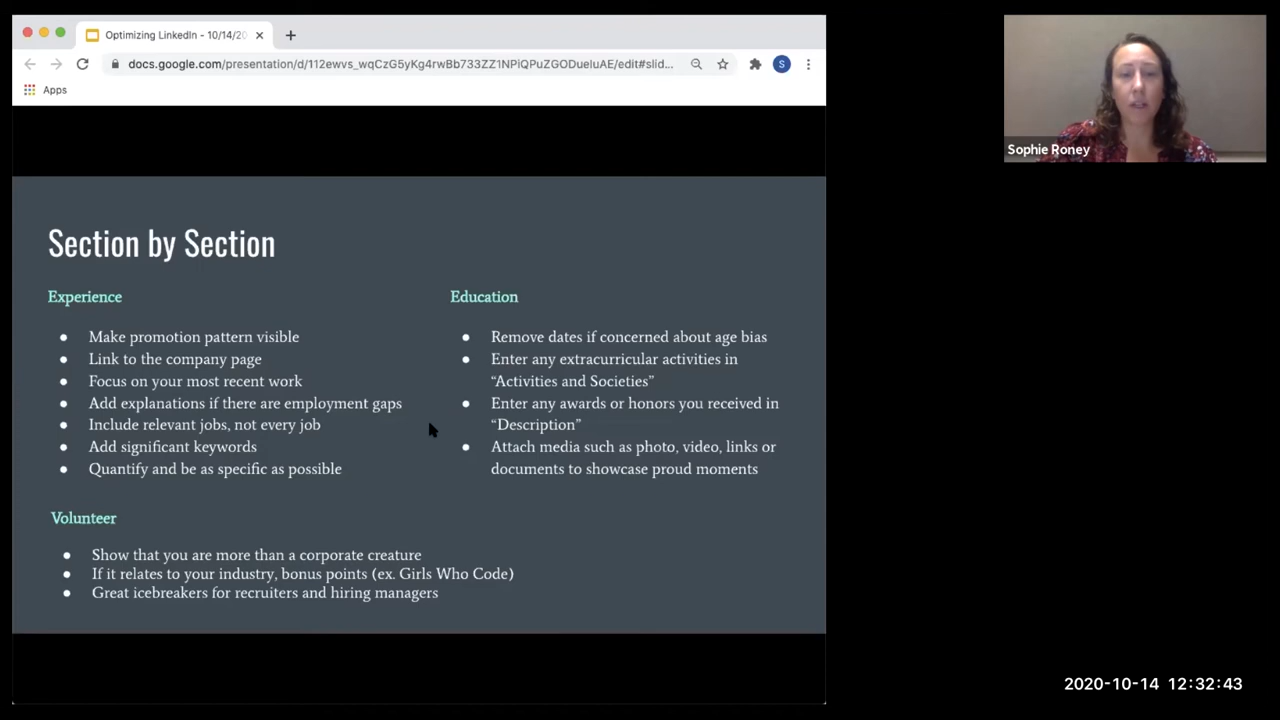 Optimizing LinkedIn - 10/14/20
docs.google.com/presentation/d/112ewvs_wqCzG5yKg4rwBb733ZZ1NPiQPuZGODueluAE/edit#slid...
S
Apps
Sophie Roney
Section by Section
Experience
Make promotion pattern visible
Link to the company page
Focus on your most recent work
Add explanations if there are employment gaps
Include relevant jobs, not every job
Add significant keywords
Quantify and be as specific as possible
Education
Remove dates if concerned about age bias
Enter any extracurricular activities in
“Activities and Societies”
Enter any awards or honors you received in
“Description”
Attach media such as photo, video, links or
documents to showcase proud moments
Volunteer
Show that you are more than a corporate creature
If it relates to your industry, bonus points (ex. Girls Who Code)
Great icebreakers for recruiters and hiring managers
2020-10-14 12:32:43